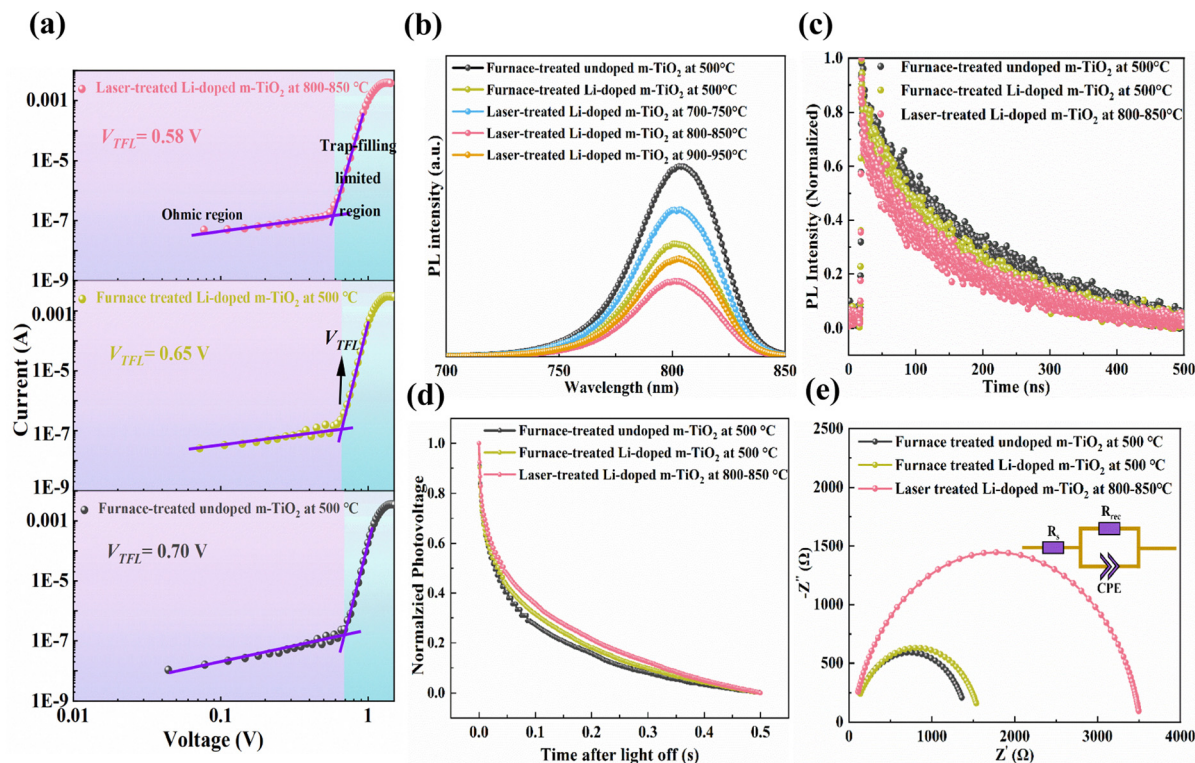 (a)
0.001
1E-5
1E-7
1E-9
Laser-treated Li-doped m-TiO₂ at 800-850 °C
V_TFL = 0.58 V
Trap-filling
limited
region
Ohmic region
0.001
1E-5
1E-7
1E-9
Furnace treated Li-doped m-TiO₂ at 500 °C
V_TFL = 0.65 V
V_TFL
0.001
1E-5
1E-7
1E-9
Furnace-treated undoped m-TiO₂ at 500 °C
V_TFL = 0.70 V
0.01
0.1
1
Current (A)
Voltage (V)
(b)
Furnace-treated undoped m-TiO₂ at 500°C
Furnace-treated Li-doped m-TiO₂ at 500°C
Laser-treated Li-doped m-TiO₂ at 700-750°C
Laser-treated Li-doped m-TiO₂ at 800-850°C
Laser-treated Li-doped m-TiO₂ at 900-950°C
PL intensity (a.u.)
700
750
800
850
Wavelength (nm)
(c)
Furnace-treated undoped m-TiO₂ at 500°C
Furnace-treated Li-doped m-TiO₂ at 500°C
Laser-treated Li-doped m-TiO₂ 800-850°C
PL Intensity (Normalized)
1.0
0.8
0.6
0.4
0.2
0.0
0
100
200
300
400
500
Time (ns)
(d)
Furnace-treated undoped m-TiO₂ at 500 °C
Furnace-treated Li-doped m-TiO₂ at 500 °C
Laser-treated Li-doped m-TiO₂ at 800-850 °C
Normalzied Photovoltage
1.0
0.8
0.6
0.4
0.2
0.0
0.0
0.1
0.2
0.3
0.4
0.5
Time after light off (s)
(e)
Furnace treated undoped m-TiO₂ at 500 °C
Furnace treated Li-doped m-TiO₂ at 500 °C
Laser treated Li-doped m-TiO₂ at 800-850°C
R_s
R_rec
CPE
-Z'' (Ω)
2500
2000
1500
1000
500
0
0
1000
2000
3000
4000
Z' (Ω)